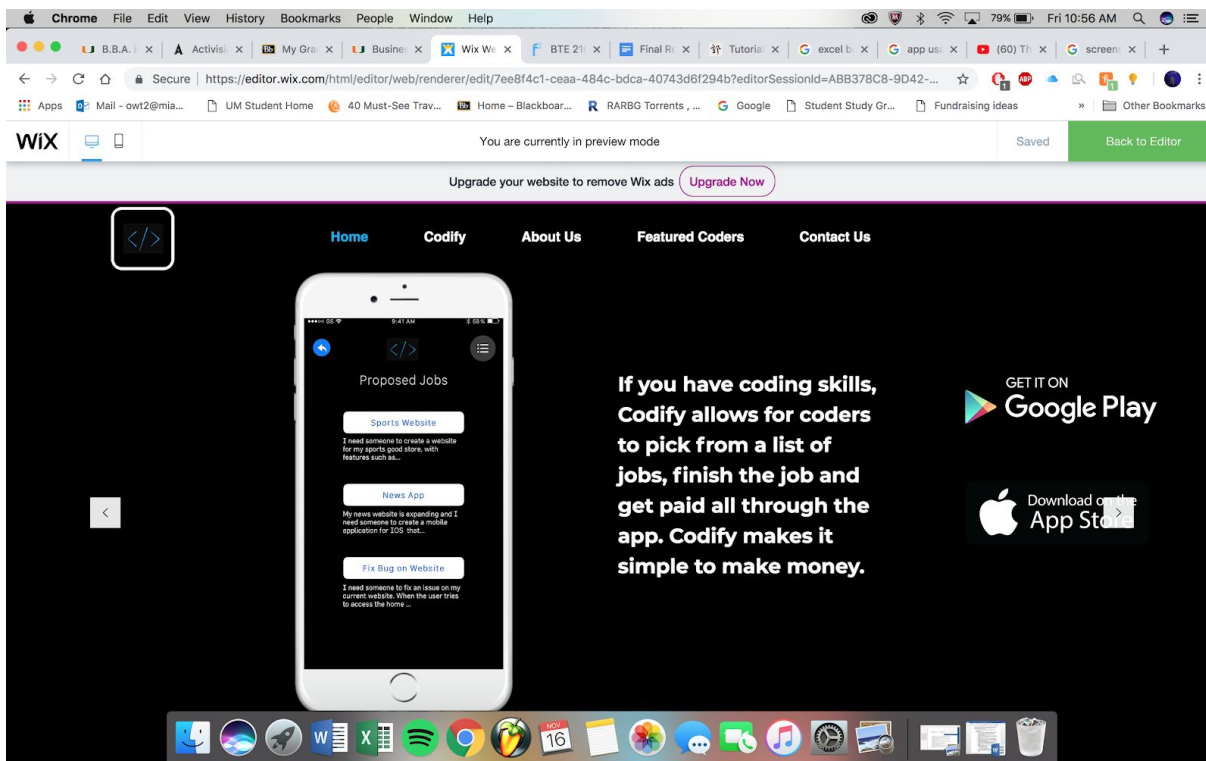 Chrome File Edit View History Bookmarks People Window Help 79% Fri 10:56 AM
B.B.A. Activisi My Gra Busine Wix We BTE 21 Final R Tutorial excel b app us (60) Th screen
Secure https://editor.wix.com/html/editor/web/renderer/edit/7ee8f4c1-ceaa-484c-bdca-40743d6f294b?editorSessionId=ABB378C8-9D42-...
Apps Mail - owt2@mia... UM Student Home 40 Must-See Trav... Home – Blackboar... RARBG Torrents , ... Google Student Study Gr... Fundraising ideas » Other Bookmarks
WiX You are currently in preview mode Saved Back to Editor
Upgrade your website to remove Wix ads Upgrade Now
</> Home Codify About Us Featured Coders Contact Us
GS 9:41 AM 58%
</>
Proposed Jobs
Sports Website
I need someone to create a website
for my sports good store, with
features such as...
News App
My news website is expanding and I
need someone to create a mobile
application for IOS that...
Fix Bug on Website
I need someone to fix an issue on my
current website. When the user tries
to access the home ...
If you have coding skills,
Codify allows for coders
to pick from a list of
jobs, finish the job and
get paid all through the
app. Codify makes it
simple to make money.
GET IT ON
Google Play
Download on the
App Store
NOV
16